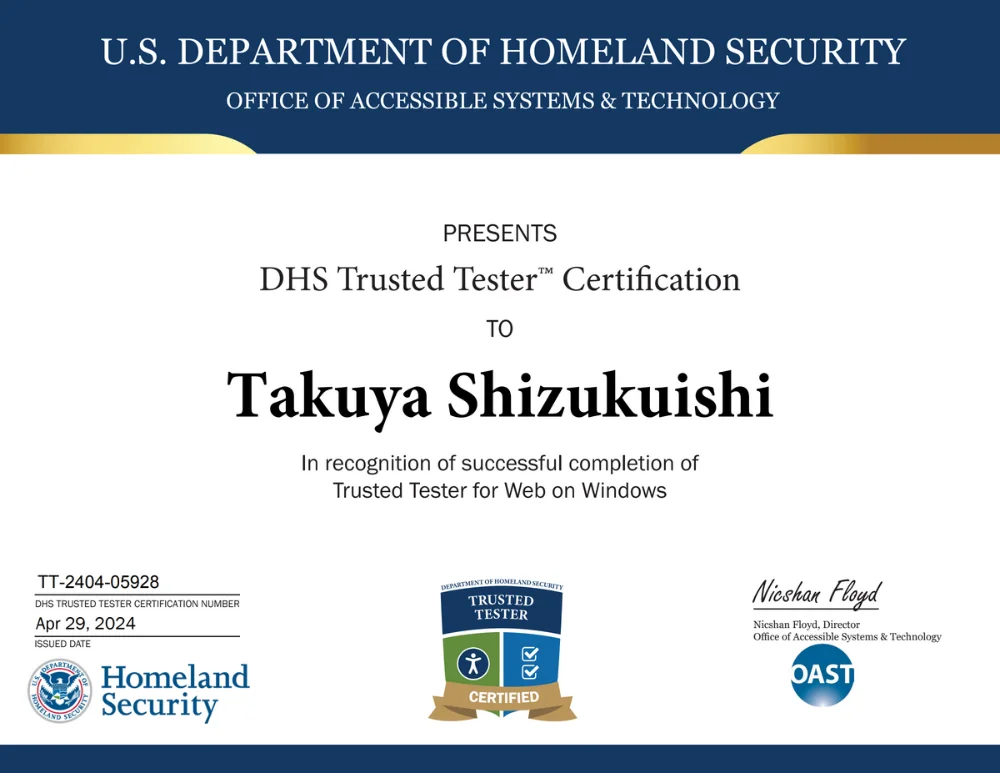 U.S. DEPARTMENT OF HOMELAND SECURITY
OFFICE OF ACCESSIBLE SYSTEMS & TECHNOLOGY
PRESENTS
DHS Trusted Tester™ Certification
TO
Takuya Shizukuishi
In recognition of successful completion of
Trusted Tester for Web on Windows
TT-2404-05928
DHS TRUSTED TESTER CERTIFICATION NUMBER
Apr 29, 2024
ISSUED DATE
U.S. DEPARTMENT OF
HOMELAND SECURITY
Homeland
Security
DEPARTMENT OF HOMELAND SECURITY
TRUSTED
TESTER
CERTIFIED
Nicshan Floyd
Nicshan Floyd, Director
Office of Accessible Systems & Technology
OAST